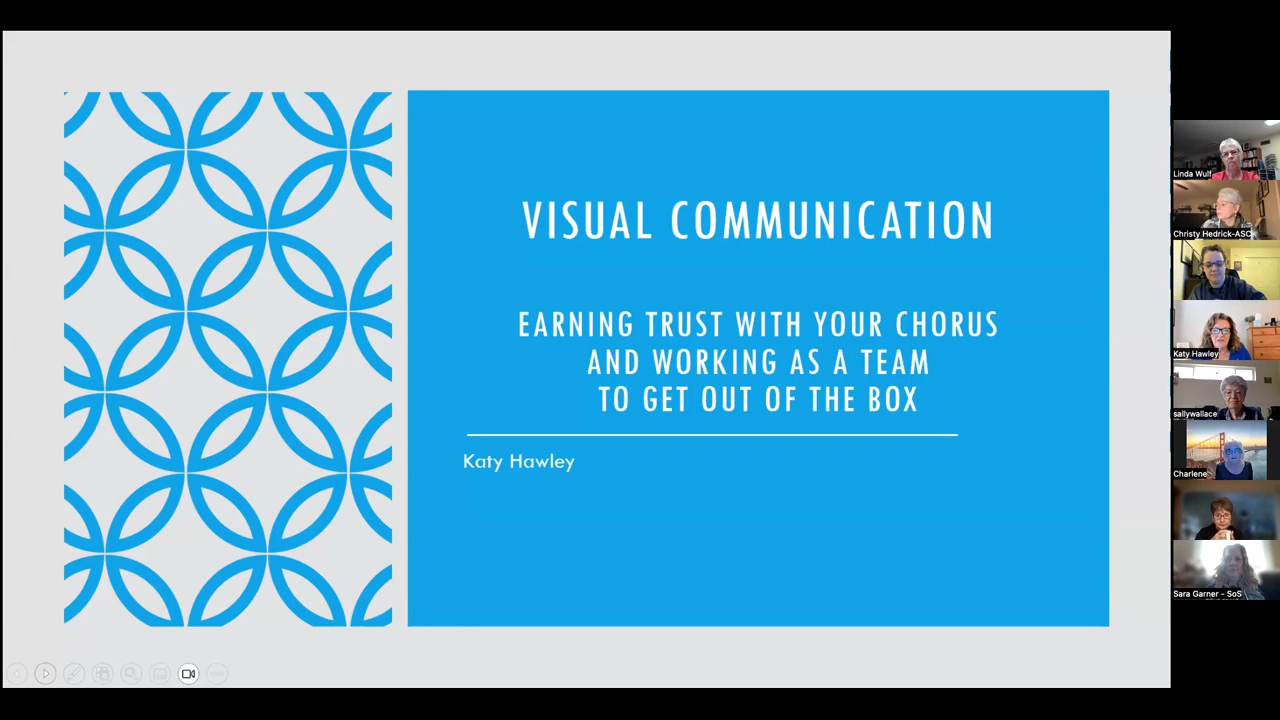 VISUAL COMMUNICATION
EARNING TRUST WITH YOUR CHORUS
AND WORKING AS A TEAM
TO GET OUT OF THE BOX
Katy Hawley
Linda Wulf
Christy Hedrick-ASC
Katy Hawley
sallywallace
Charlene
Sara Garner - SoS